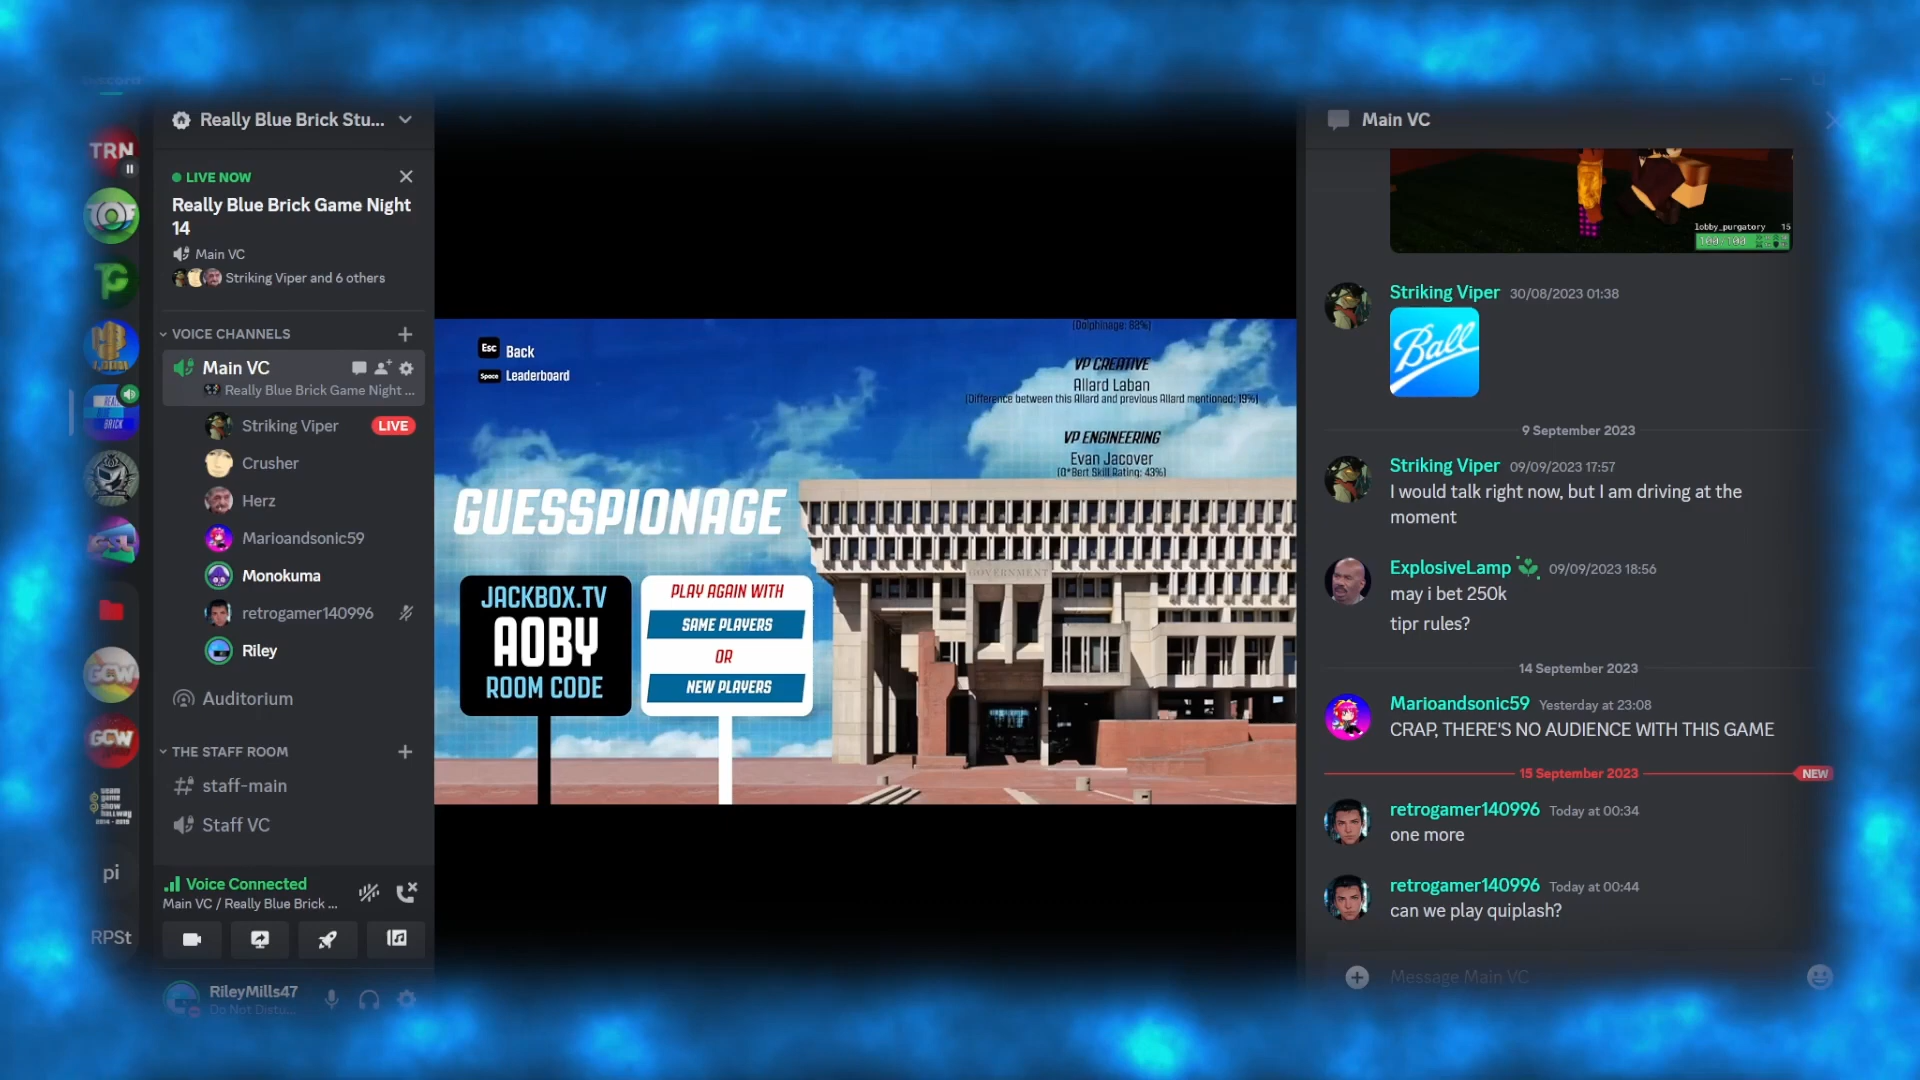 TRN
GCW
pi
RPSt
Really Blue Brick Stu...
LIVE NOW
Really Blue Brick Game Night
14
Main VC
Striking Viper and 6 others
VOICE CHANNELS
Main VC
Really Blue Brick Game Night ...
Striking Viper
LIVE
Crusher
Herz
Marioandsonic59
Monokuma
retrogamer140996
Riley
Auditorium
THE STAFF ROOM
staff-main
Staff VC
Voice Connected
Main VC / Really Blue Brick ...
RileyMills47
Do Not Distu...
Esc Back
Space Leaderboard
(Dolphinage: 82%)
VP CREATIVE
Allard Laban
(Difference between this Allard and previous Allard mentioned: 19%)
VP ENGINEERING
Evan Jacover
(Q*Bert Skill Rating: 43%)
GUESSPIONAGE
GOVERNMENT
JACKBOX.TV
AOBY
ROOM CODE
PLAY AGAIN WITH
SAME PLAYERS
OR
NEW PLAYERS
Main VC
lobby_purgatory 15
100/100
Striking Viper 30/08/2023 01:38
Ball
9 September 2023
Striking Viper 09/09/2023 17:57
I would talk right now, but I am driving at the
moment
ExplosiveLamp 09/09/2023 18:56
may i bet 250k
tipr rules?
14 September 2023
Marioandsonic59 Yesterday at 23:08
CRAP, THERE'S NO AUDIENCE WITH THIS GAME
15 September 2023 NEW
retrogamer140996 Today at 00:34
one more
retrogamer140996 Today at 00:44
can we play quiplash?
Message Main VC